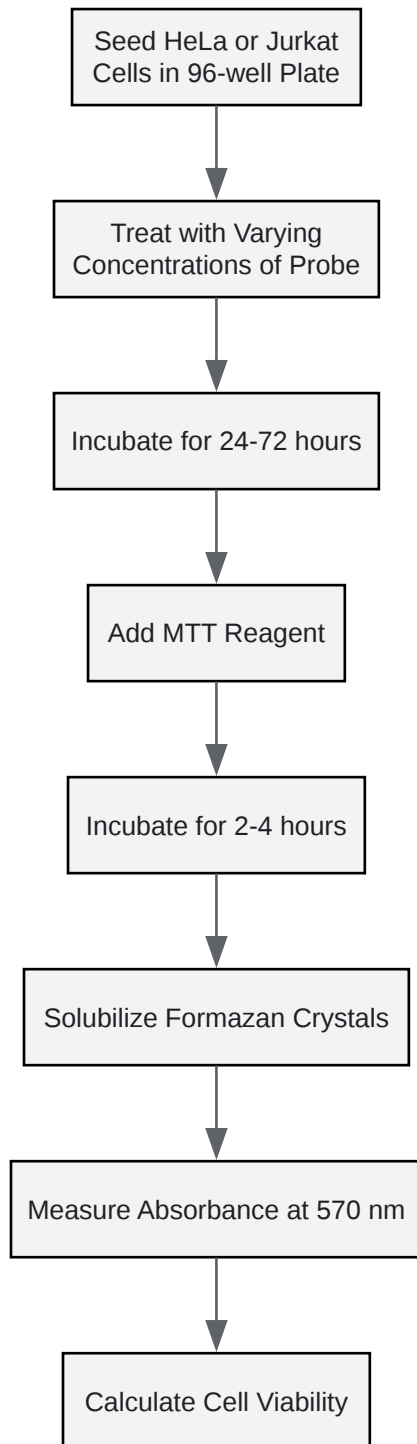 Seed HeLa or Jurkat
Cells in 96-well Plate
Treat with Varying
Concentrations of Probe
Incubate for 24-72 hours
Add MTT Reagent
Incubate for 2-4 hours
Solubilize Formazan Crystals
Measure Absorbance at 570 nm
Calculate Cell Viability